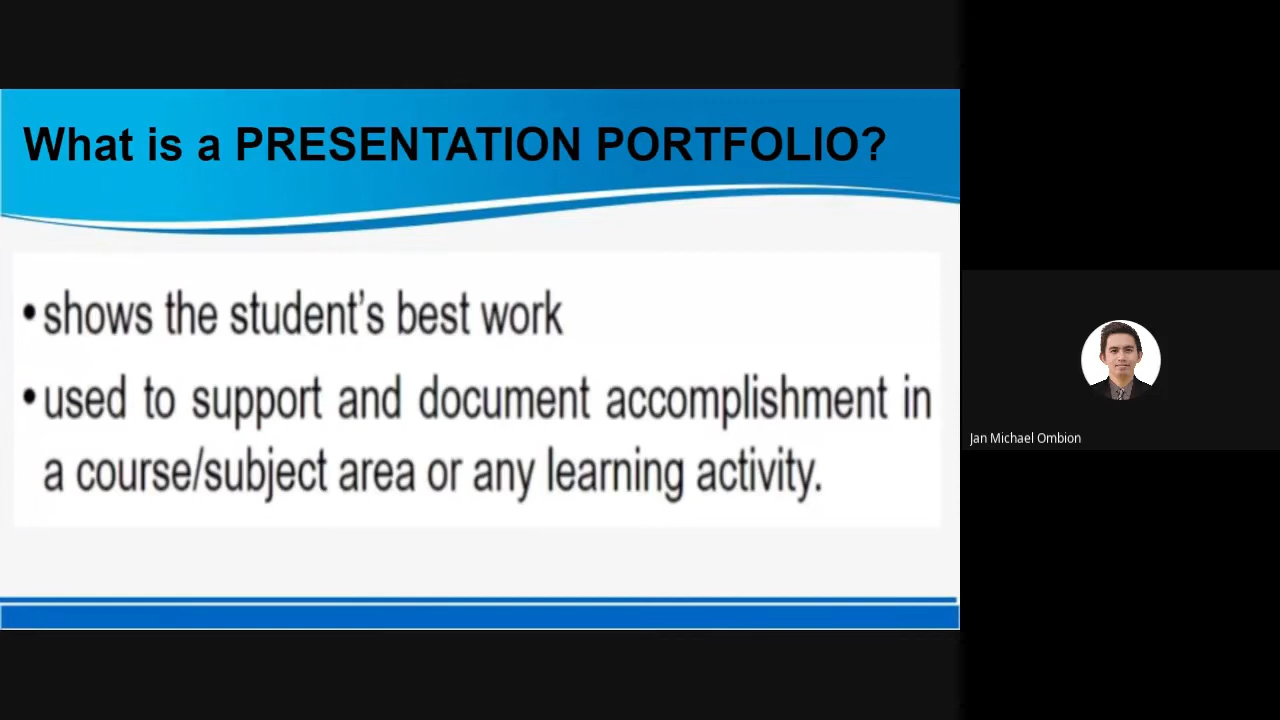 What is a PRESENTATION PORTFOLIO?
•shows the student's best work
•used to support and document accomplishment in
a course/subject area or any learning activity.
Jan Michael Ombion